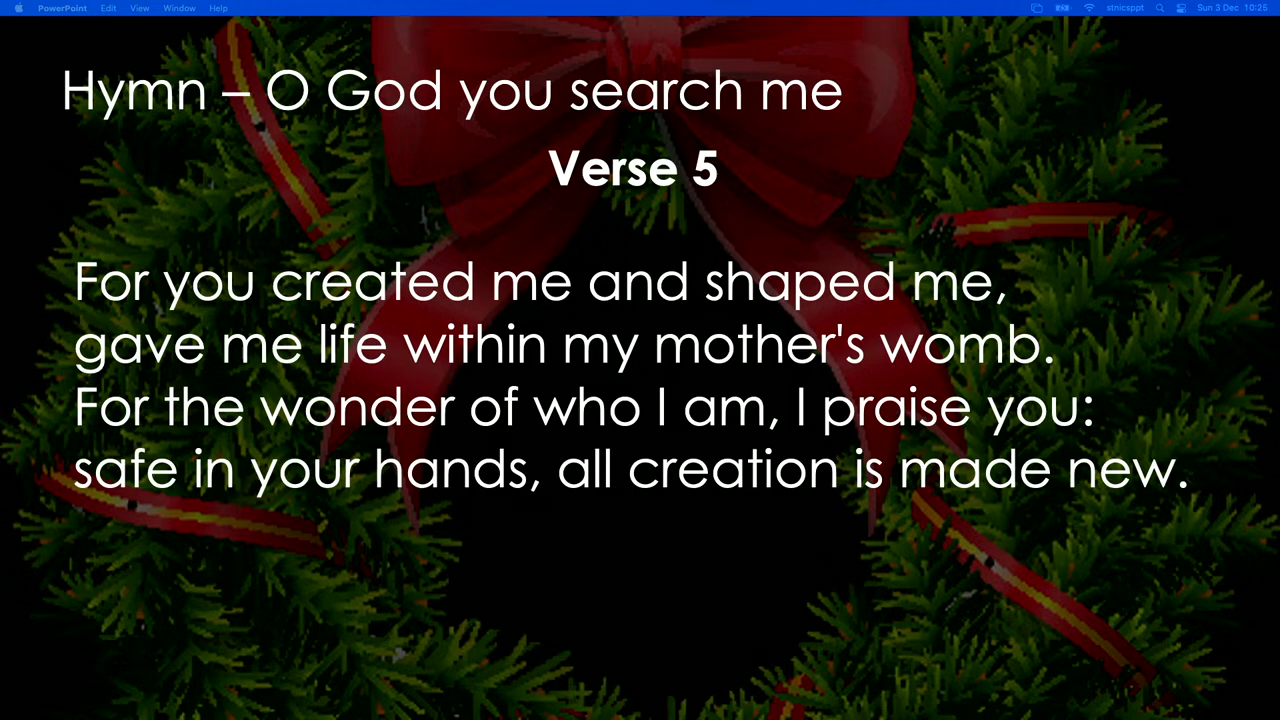 PowerPoint Edit View Window Help stnicsppt Sun 3 Dec 10:25
Hymn – O God you search me
Verse 5
For you created me and shaped me,
gave me life within my mother's womb.
For the wonder of who I am, I praise you:
safe in your hands, all creation is made new.